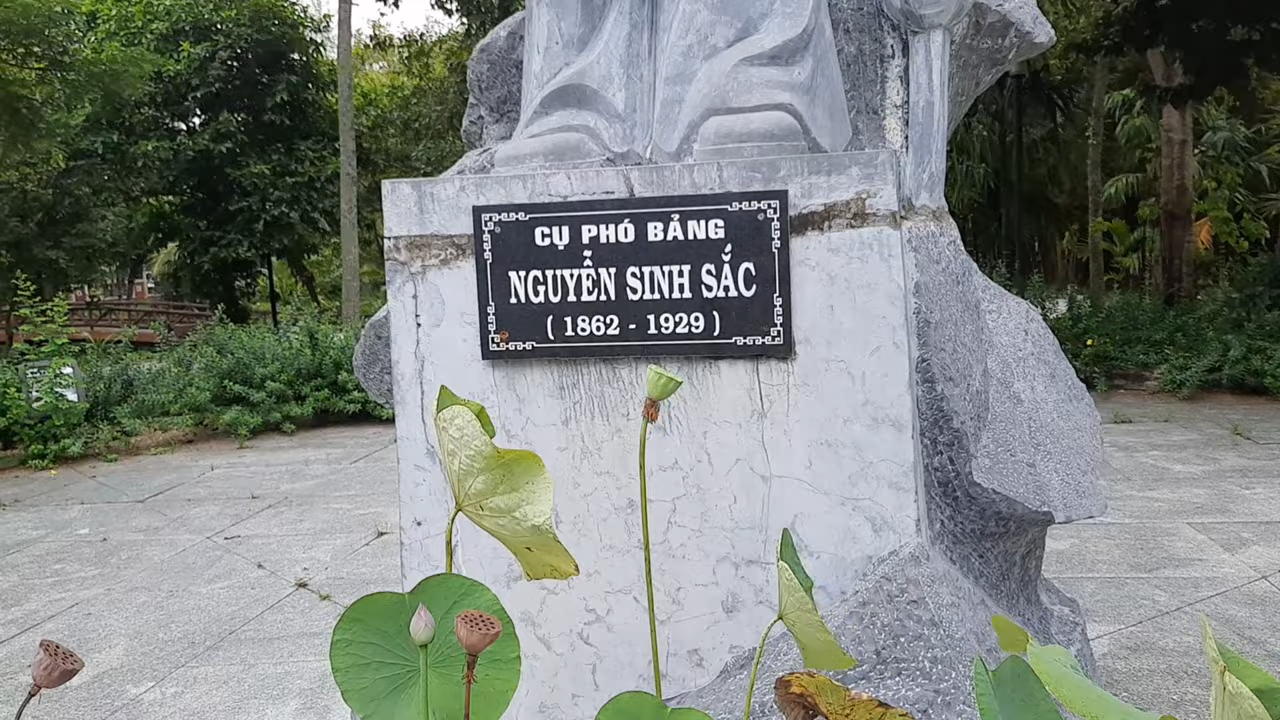 CỤ PHÓ BẢNG
NGUYỄN SINH SẮC
( 1862 - 1929 )